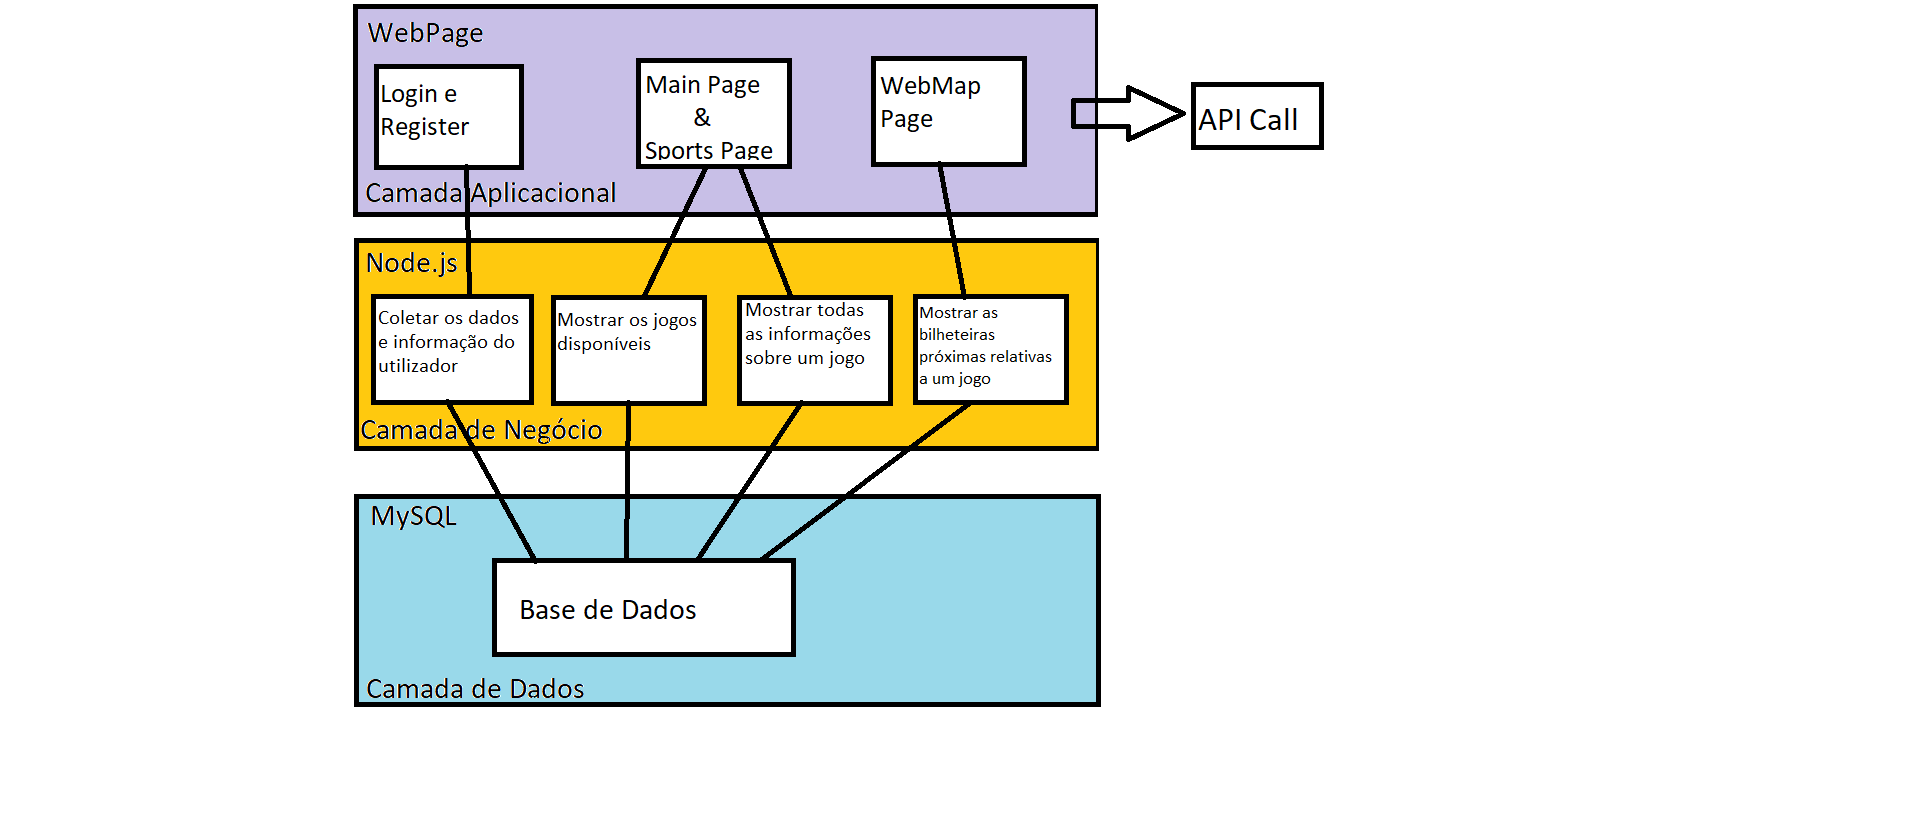 WebPage
Login e
Register
Main Page
&
Sports Page
WebMap
Page
API Call
Camada Aplicacional
Node.js
Coletar os dados
e informação do
utilizador
Mostrar os jogos
disponíveis
Mostrar todas
as informações
sobre um jogo
Mostrar as
bilheteiras
próximas relativas
a um jogo
Camada de Negócio
MySQL
Base de Dados
Camada de Dados